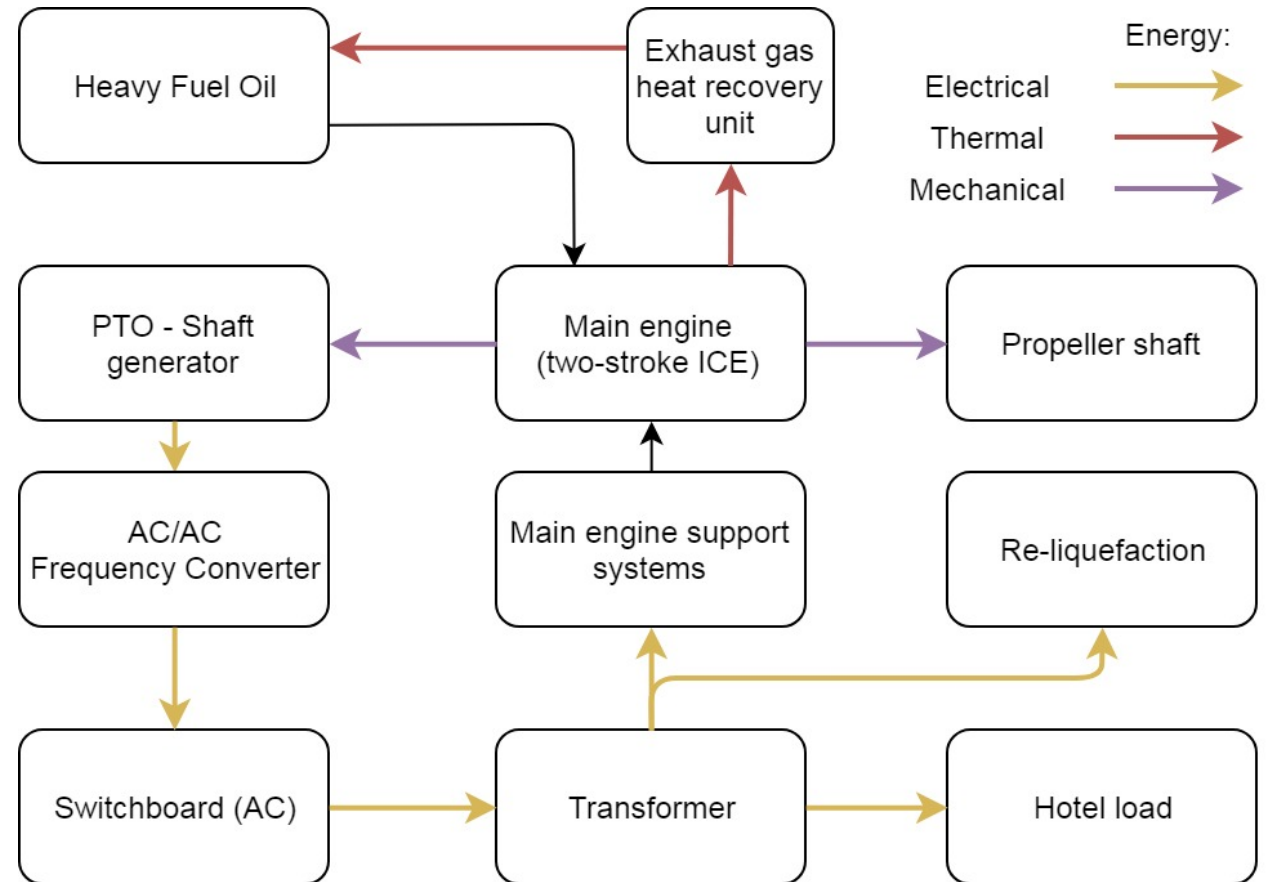 Heavy Fuel Oil
Exhaust gas
heat recovery
unit
Energy:
Electrical
Thermal
Mechanical
PTO - Shaft
generator
Main engine
(two-stroke ICE)
Propeller shaft
AC/AC
Frequency Converter
Main engine support
systems
Re-liquefaction
Switchboard (AC)
Transformer
Hotel load